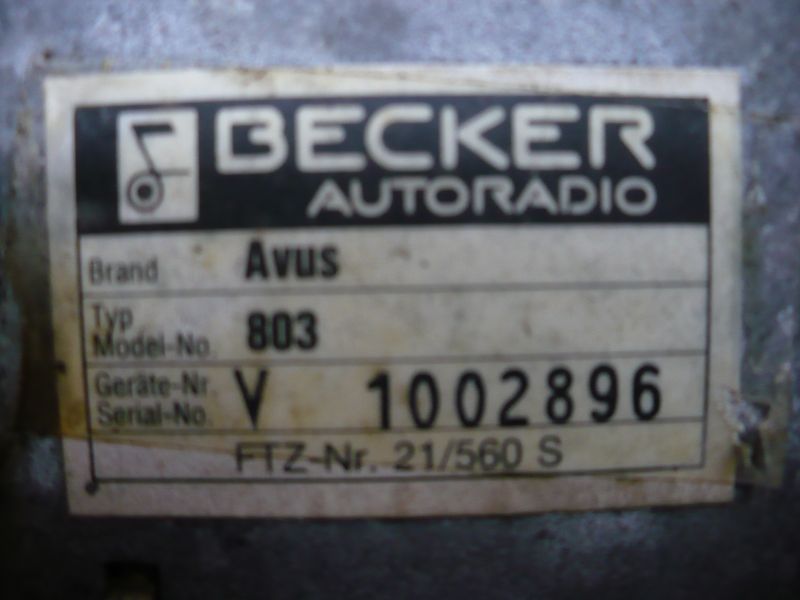 BECKER
AUTORADIO
Brand Avus
Typ
Model-No. 803
Geräte-Nr.
Serial-No. V 1002896
FTZ-Nr. 21/560 S